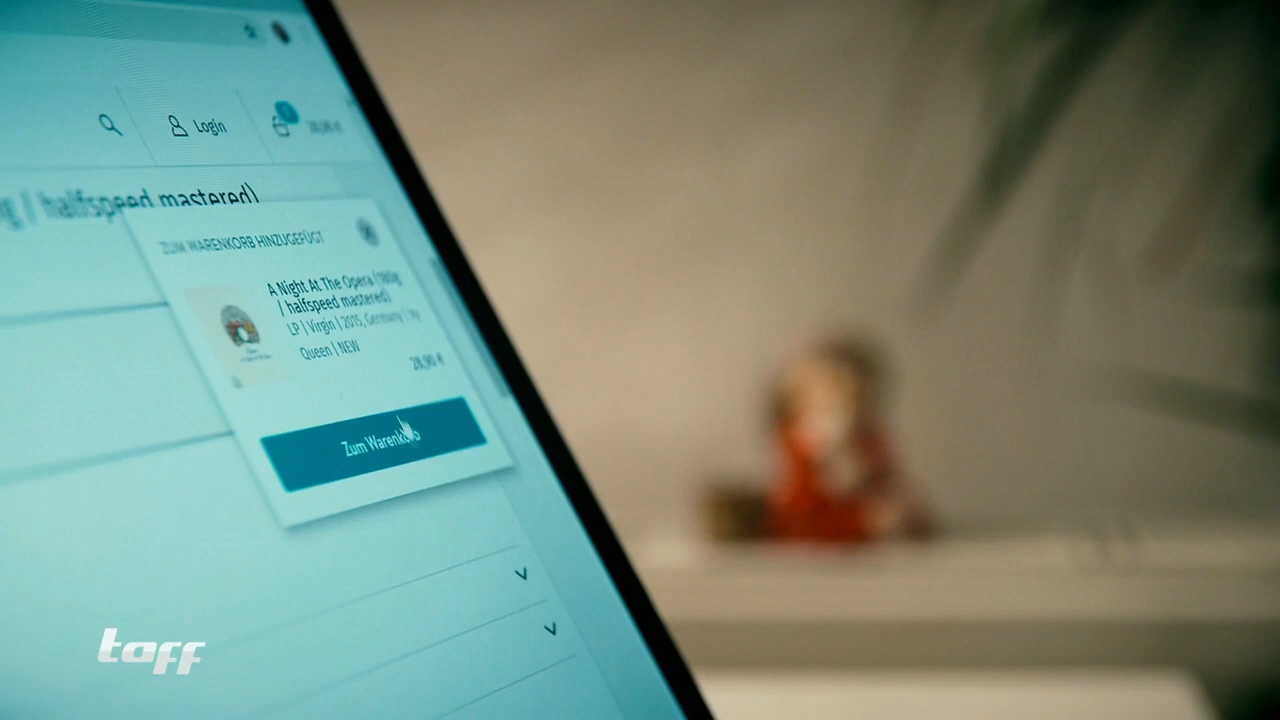 Login
g / halfspeed mastered)
ZUM WARENKORB HINZUGEFÜGT
A Night At The Opera (180g
/ halfspeed mastered)
LP | Virgin | 2015, Germany | by
Queen | NEW
28,90 €
Zum Warenkorb
taff